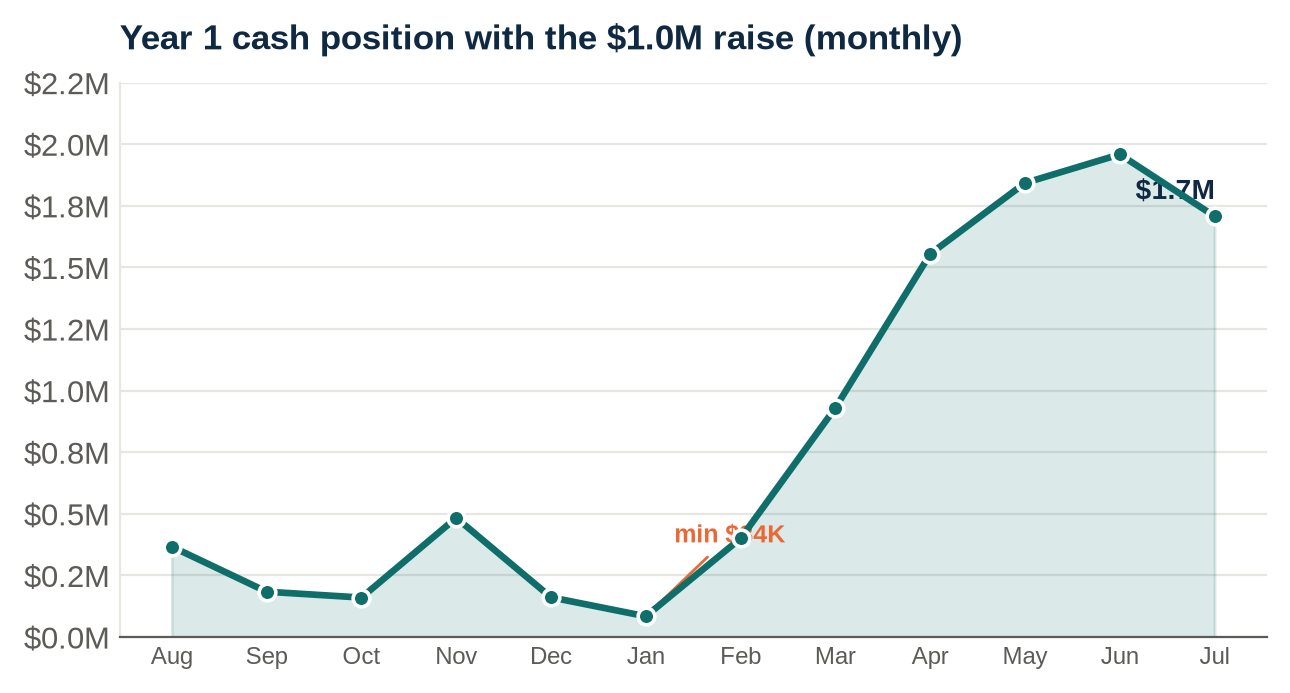 Year 1 cash position with the $1.0M raise (monthly)
$2.2M
$2.0M
$1.8M
$1.7M
$1.5M
$1.2M
$1.0M
$0.8M
$0.5M
min
$0.2M
$0.0M
Aug Sep Oct Nov Dec Jan Feb Mar Apr May Jun Jul